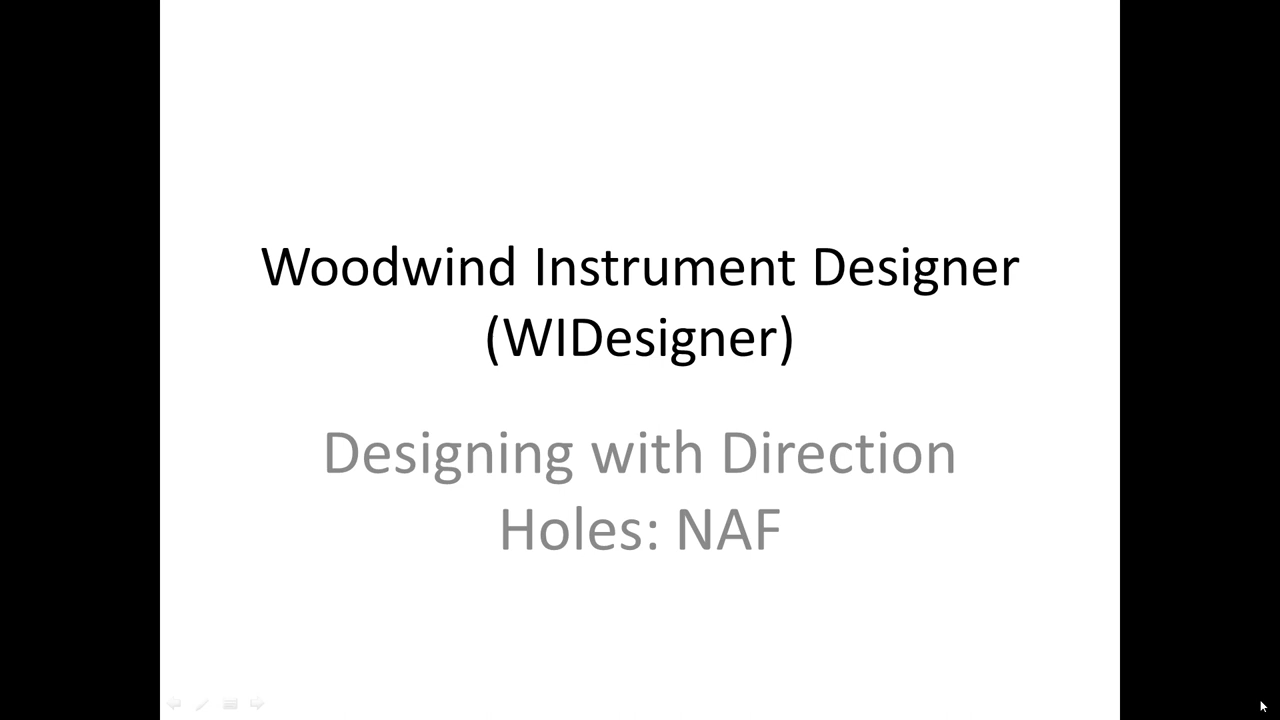 Woodwind Instrument Designer
(WIDesigner)
Designing with Direction
Holes: NAF